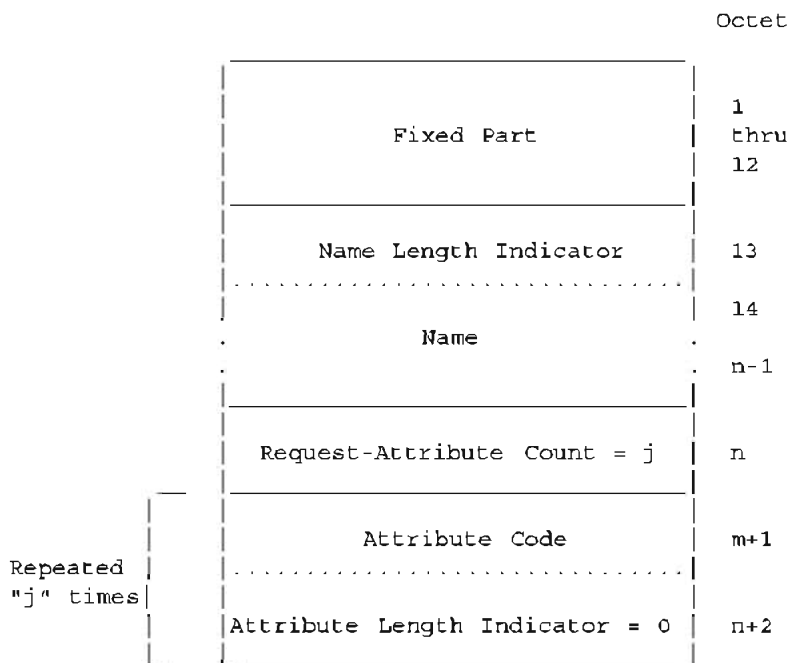 Octet
1
Fixed Part thru
12
Name Length Indicator 13
14
Name
n-1
Request-Attribute Count = j n
Attribute Code m+1
Repeated
"j" times
Attribute Length Indicator = 0 n+2